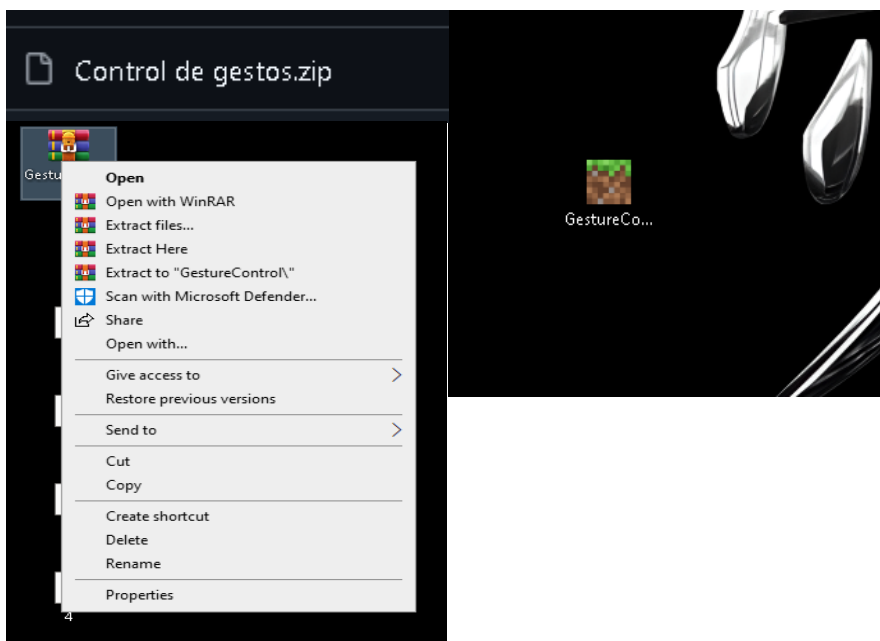 Control de gestos.zip
Gestu
Open
Open with WinRAR
Extract files...
Extract Here
Extract to "GestureControl\"
Scan with Microsoft Defender...
Share
Open with...
Give access to
Restore previous versions
Send to
Cut
Copy
Create shortcut
Delete
Rename
Properties
4
GestureCo...